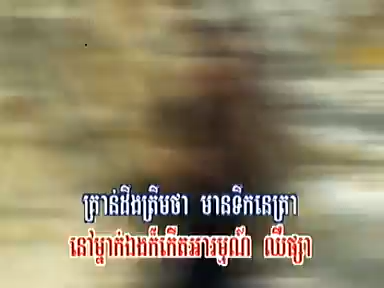 គ្រាន់ដឹងត្រឹមថា មានទឹកនេត្រា
នៅម្នាក់ឯងក៏កើតអារម្មណ៍ ឈឺផ្សា